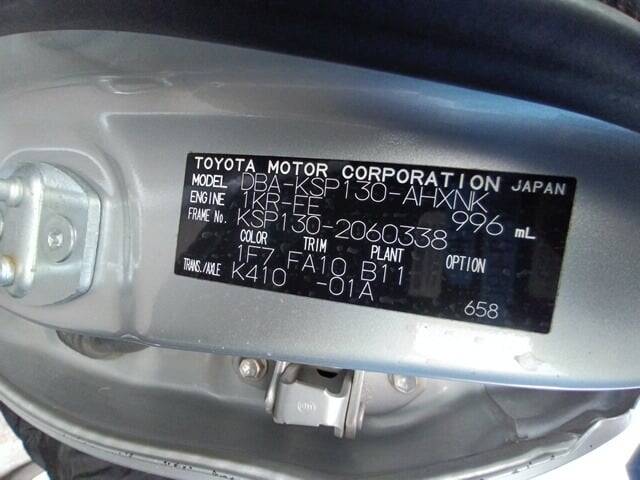 TOYOTA MOTOR CORPORATION JAPAN
MODEL DBA-KSP130-AHXNK
ENGINE 1KR-FE 996 mL
FRAME No. KSP130-2060338
COLOR TRIM PLANT OPTION
1F7 FA10 B11
TRANS./AXLE K410 -01A
658